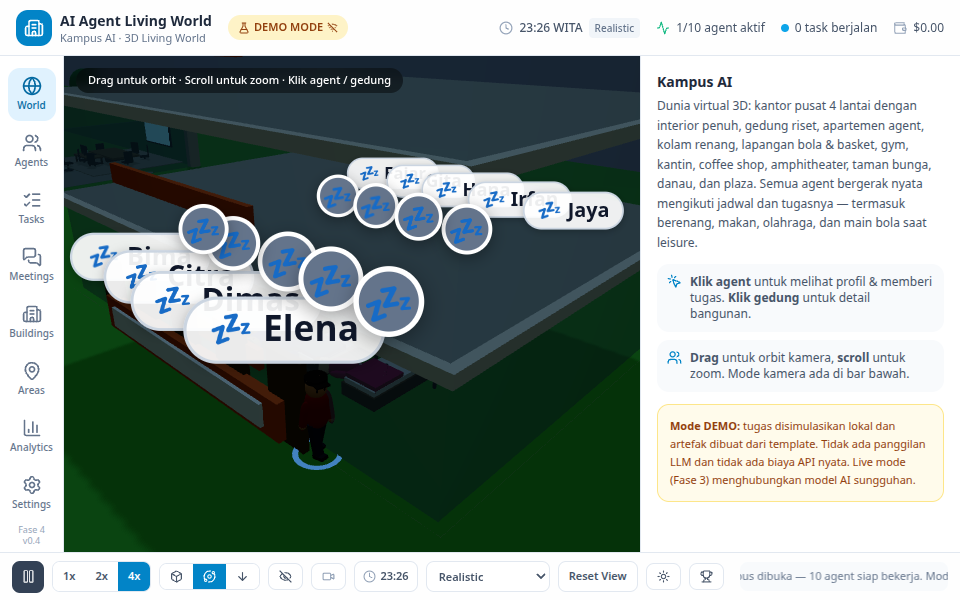 AI Agent Living World
Kampus AI · 3D Living World
DEMO MODE
23:26 WITA
Realistic
1/10 agent aktif
0 task berjalan
$0.00
World
Agents
Tasks
Meetings
Buildings
Areas
Analytics
Settings
Fase 4
v0.4
Drag untuk orbit · Scroll untuk zoom · Klik agent / gedung
Jaya
Citra
Dimas
Elena
Kampus AI
Dunia virtual 3D: kantor pusat 4 lantai dengan
interior penuh, gedung riset, apartemen agent,
kolam renang, lapangan bola & basket, gym,
kantin, coffee shop, amphitheater, taman bunga,
danau, dan plaza. Semua agent bergerak nyata
mengikuti jadwal dan tugasnya — termasuk
berenang, makan, olahraga, dan main bola saat
leisure.
Klik agent untuk melihat profil & memberi
tugas. Klik gedung untuk detail
bangunan.
Drag untuk orbit kamera, scroll untuk
zoom. Mode kamera ada di bar bawah.
Mode DEMO: tugas disimulasikan lokal dan
artefak dibuat dari template. Tidak ada panggilan
LLM dan tidak ada biaya API nyata. Live mode
(Fase 3) menghubungkan model AI sungguhan.
1x
2x
4x
23:26
Realistic
Reset View
dibuka — 10 agent siap bekerja. Mod